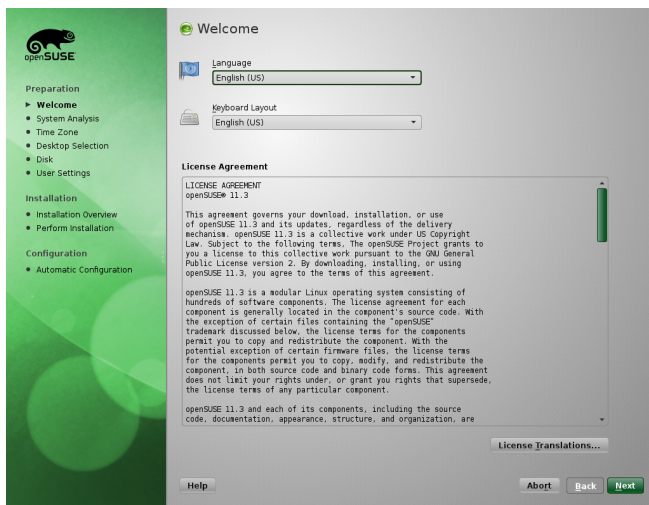 openSUSE
Preparation
Welcome
System Analysis
Time Zone
Desktop Selection
Disk
User Settings
Installation
Installation Overview
Perform Installation
Configuration
Automatic Configuration
Welcome
Language
English (US)
Keyboard Layout
English (US)
License Agreement
LICENSE AGREEMENT
openSUSE® 11.3
This agreement governs your download, installation, or use
of openSUSE 11.3 and its updates, regardless of the delivery
mechanism. openSUSE 11.3 is a collective work under US Copyright
Law. Subject to the following terms, The openSUSE Project grants to
you a license to this collective work pursuant to the GNU General
Public License version 2. By downloading, installing, or using
openSUSE 11.3, you agree to the terms of this agreement.
openSUSE 11.3 is a modular Linux operating system consisting of
hundreds of software components. The license agreement for each
component is generally located in the component's source code. With
the exception of certain files containing the "openSUSE"
trademark discussed below, the license terms for the components
permit you to copy and redistribute the component. With the
potential exception of certain firmware files, the license terms
for the components permit you to copy, modify, and redistribute the
component, in both source code and binary code forms. This agreement
does not limit your rights under, or grant you rights that supersede,
the license terms of any particular component.
openSUSE 11.3 and each of its components, including the source
code, documentation, appearance, structure, and organization, are
License Translations...
Help
Abort
Back
Next